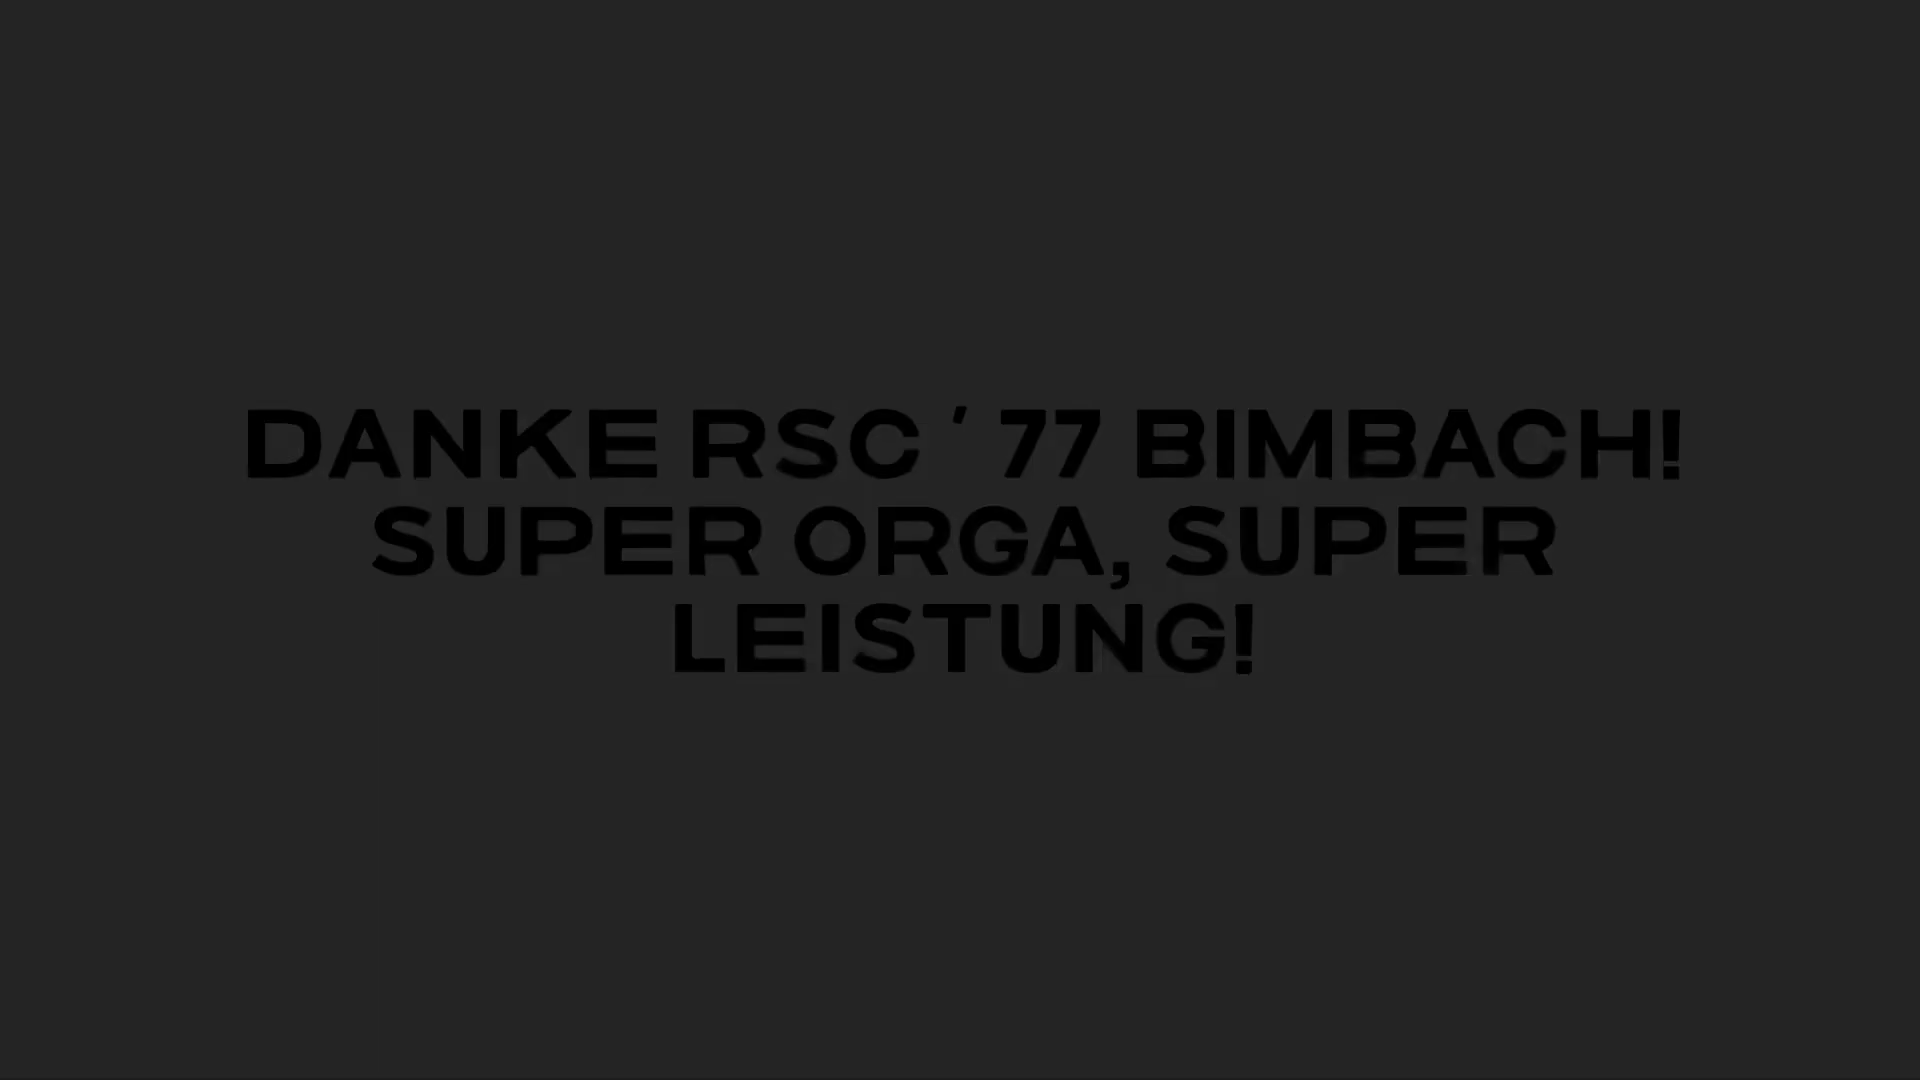 DANKE RSC ´77 BIMBACH!
SUPER ORGA, SUPER
LEISTUNG!